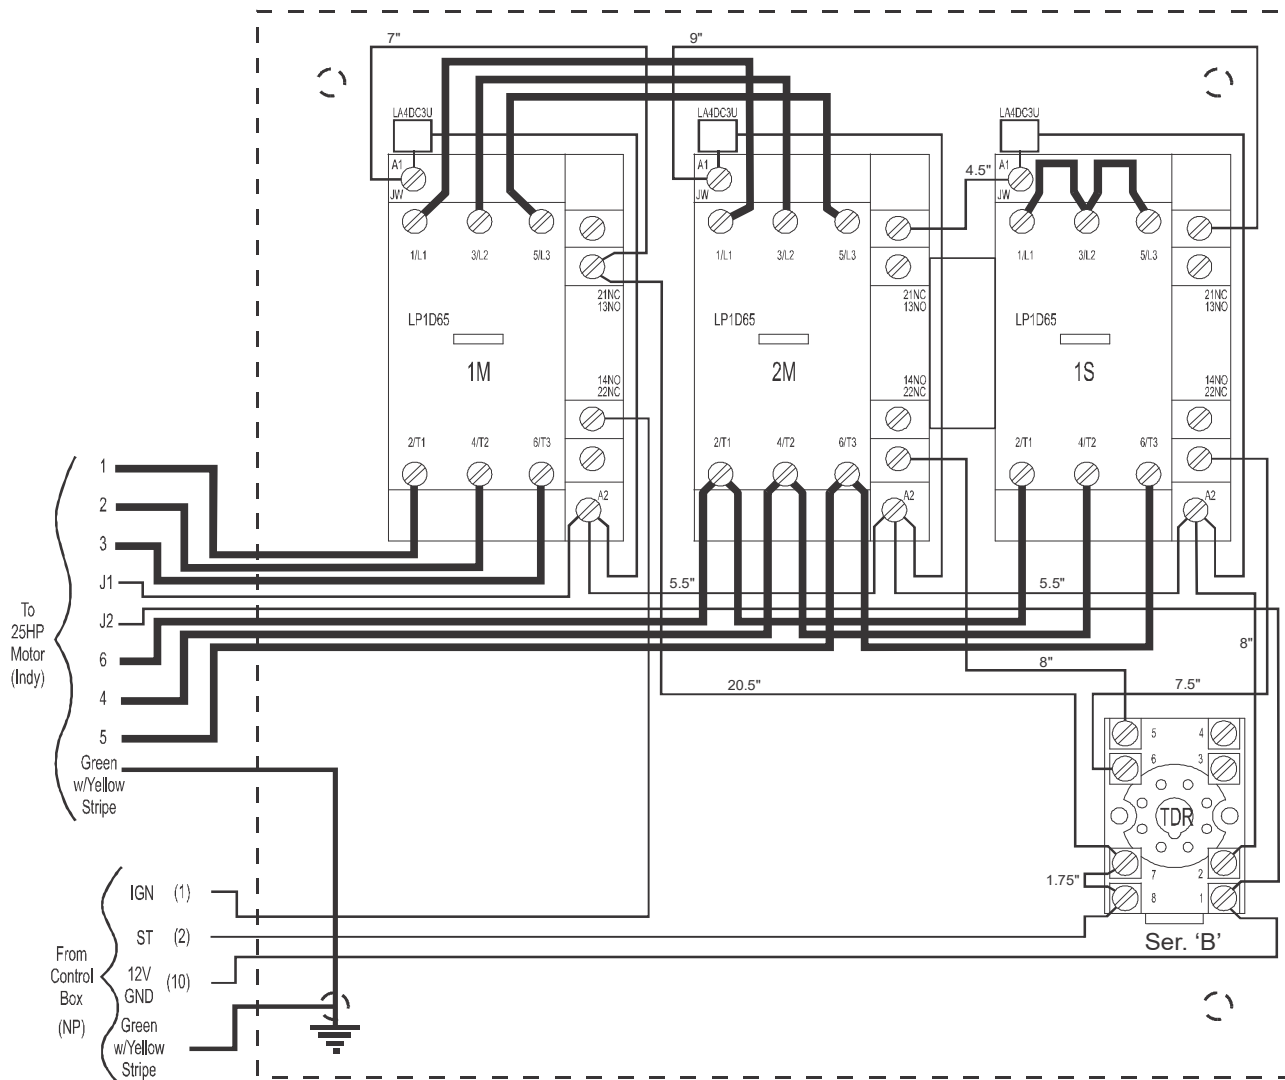 7"
9"
LA4DC3U
LA4DC3U
LA4DC3U
A1
JW
A1
JW
4.5"
A1
JW
1/L1
3/L2
5/L3
1/L1
3/L2
5/L3
1/L1
3/L2
5/L3
21NC
13NO
21NC
13NO
21NC
13NO
LP1D65
LP1D65
LP1D65
1M
2M
1S
14NO
22NC
14NO
22NC
14NO
22NC
2/T1
4/T2
6/T3
2/T1
4/T2
6/T3
2/T1
4/T2
6/T3
A2
A2
A2
To
25HP
Motor
(Indy)
1
2
3
J1
J2
6
4
5
Green
w/Yellow
Stripe
5.5"
5.5"
8"
8"
20.5"
7.5"
5
4
6
3
TDR
7
2
1.75"
8
1
Ser. ‘B’
From
Control
Box
(NP)
IGN (1)
ST (2)
12V
GND
(10)
Green
w/Yellow
Stripe